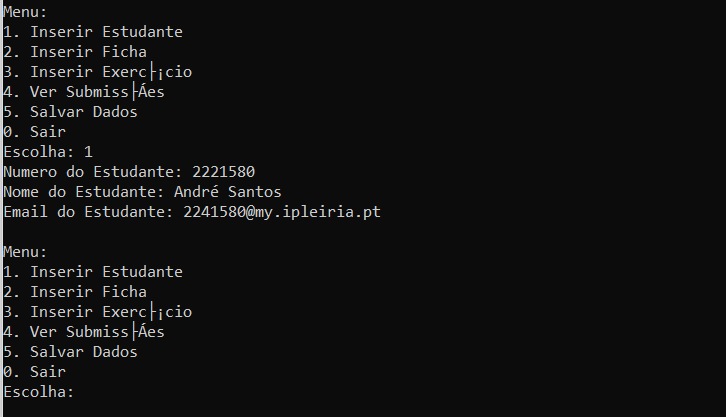 Menu:
1. Inserir Estudante
2. Inserir Ficha
3. Inserir Exerc├¡cio
4. Ver Submiss├Áes
5. Salvar Dados
0. Sair
Escolha: 1
Numero do Estudante: 2221580
Nome do Estudante: André Santos
Email do Estudante: 2241580@my.ipleiria.pt

Menu:
1. Inserir Estudante
2. Inserir Ficha
3. Inserir Exerc├¡cio
4. Ver Submiss├Áes
5. Salvar Dados
0. Sair
Escolha: